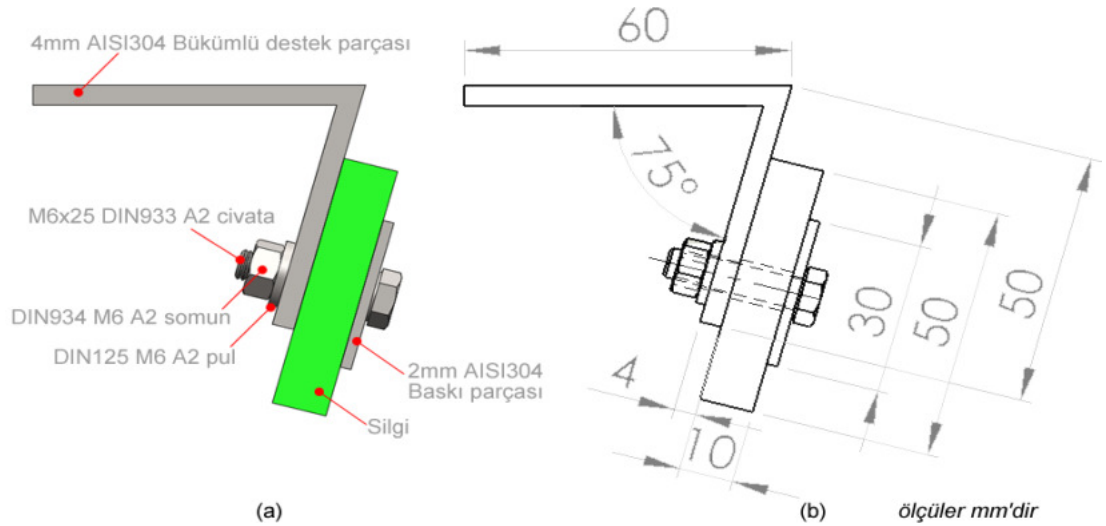 4mm AISI304 Bükümlü destek parçası
M6x25 DIN933 A2 civata
DIN934 M6 A2 somun
DIN125 M6 A2 pul
2mm AISI304
Baskı parçası
Silgi
(a)
60
75°
30
50
50
4
10
(b)
ölçüler mm'dir